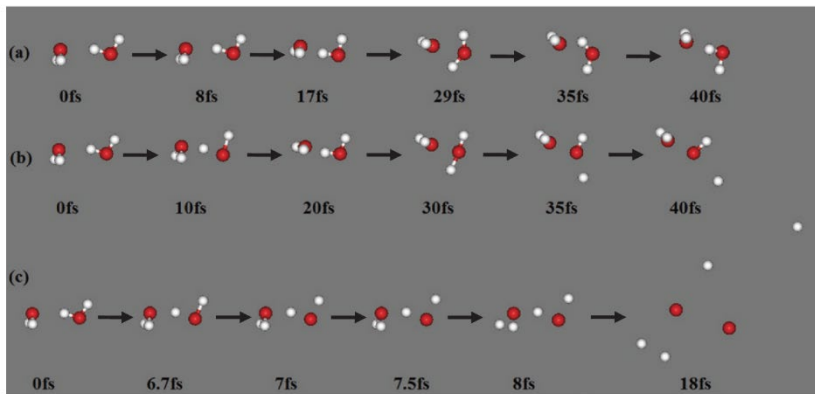 (a)
0fs 8fs 17fs 29fs 35fs 40fs
(b)
0fs 10fs 20fs 30fs 35fs 40fs
(c)
0fs 6.7fs 7fs 7.5fs 8fs 18fs